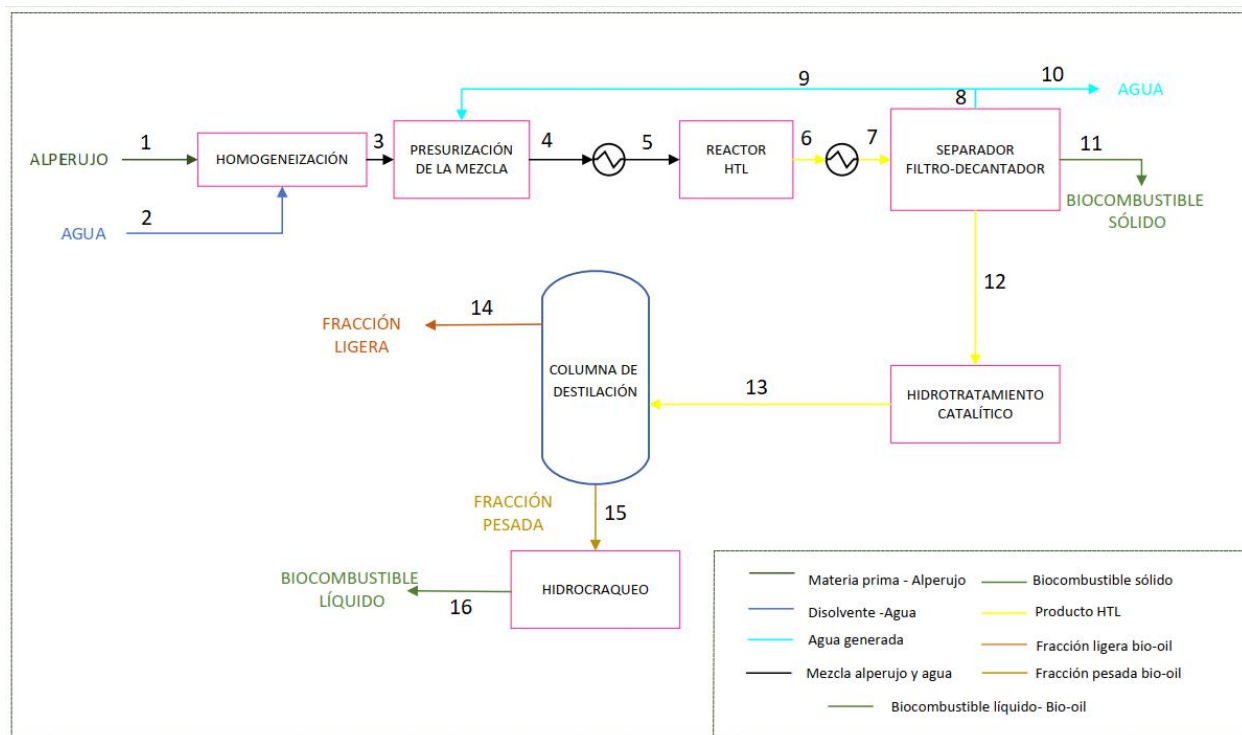 9
10
AGUA
8
1
ALPERUJO
HOMOGENEIZACIÓN
3
PRESURIZACIÓN
DE LA MEZCLA
4
5
REACTOR
HTL
6
7
SEPARADOR
FILTRO-DECANTADOR
11
BIOCOMBUSTIBLE
SÓLIDO
2
AGUA
12
14
FRACCIÓN
LIGERA
COLUMNA DE
DESTILACIÓN
13
HIDROTRATAMIENTO
CATALÍTICO
FRACCIÓN
PESADA
15
BIOCOMBUSTIBLE
LÍQUIDO
16
HIDROCRAQUEO
Materia prima - Alperujo
Biocombustible sólido
Disolvente -Agua
Producto HTL
Agua generada
Fracción ligera bio-oil
Mezcla alperujo y agua
Fracción pesada bio-oil
Biocombustible líquido- Bio-oil